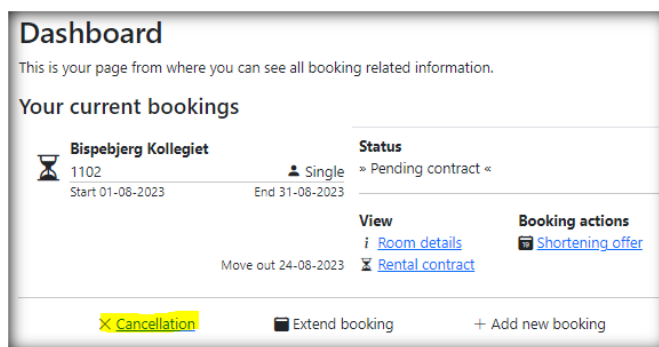 Dashboard
This is your page from where you can see all booking related information.
Your current bookings
Bispebjerg Kollegiet
1102 Single
Start 01-08-2023 End 31-08-2023
Move out 24-08-2023
Status
» Pending contract «
View
i Room details
Rental contract
Booking actions
Shortening offer
Cancellation
Extend booking
+ Add new booking